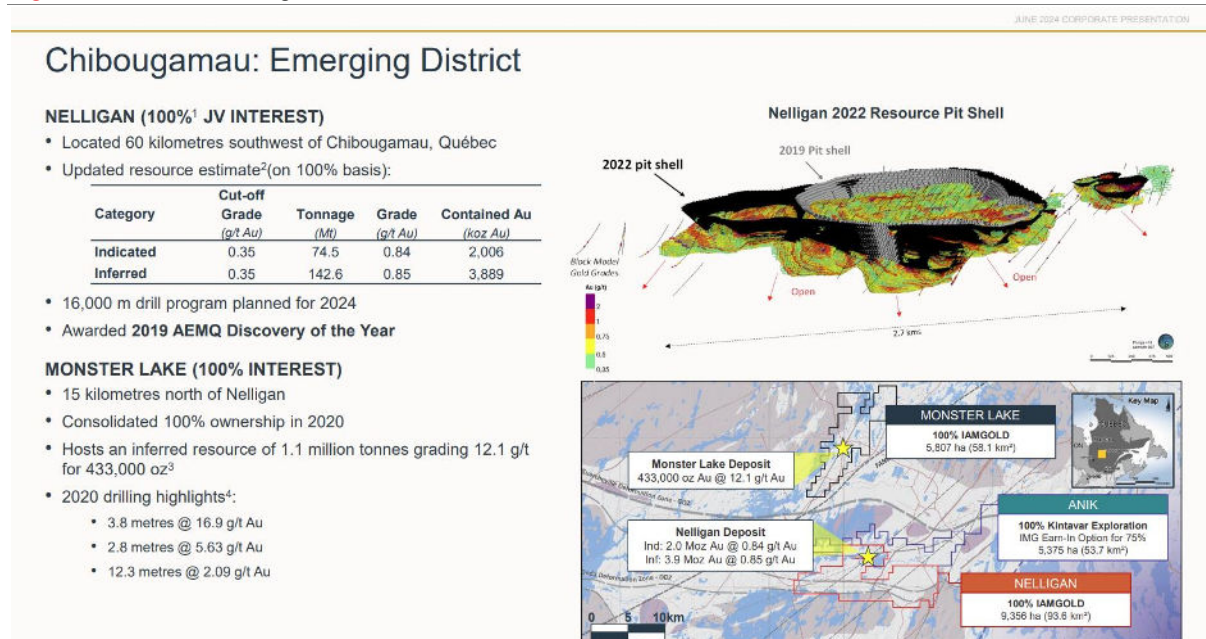 JUNE 2024 CORPORATE PRESENTATION
Chibougamau: Emerging District
NELLIGAN (100%¹ JV INTEREST)
• Located 60 kilometres southwest of Chibougamau, Québec
• Updated resource estimate²(on 100% basis):
Category Cut-off Grade (g/t Au) Tonnage (Mt) Grade (g/t Au) Contained Au (koz Au)
Indicated 0.35 74.5 0.84 2,006
Inferred 0.35 142.6 0.85 3,889
• 16,000 m drill program planned for 2024
• Awarded 2019 AEMQ Discovery of the Year
MONSTER LAKE (100% INTEREST)
• 15 kilometres north of Nelligan
• Consolidated 100% ownership in 2020
• Hosts an inferred resource of 1.1 million tonnes grading 12.1 g/t
for 433,000 oz³
• 2020 drilling highlights⁴:
• 3.8 metres @ 16.9 g/t Au
• 2.8 metres @ 5.63 g/t Au
• 12.3 metres @ 2.09 g/t Au
Nelligan 2022 Resource Pit Shell
2019 Pit shell
2022 pit shell
Block Model
Gold Grades
Au (g/t)
2
1
0.75
0.5
0.35
Open
Open
2.7 kms
MONSTER LAKE
100% IAMGOLD
5,807 ha (58.1 km²)
Key Map
Monster Lake Deposit
433,000 oz Au @ 12.1 g/t Au
ANIK
100% Kintavar Exploration
IMG Earn-In Option for 75%
5,375 ha (53.7 km²)
Nelligan Deposit
Ind: 2.0 Moz Au @ 0.84 g/t Au
Inf: 3.9 Moz Au @ 0.85 g/t Au
Deformation Zone
Deformation Zone
NELLIGAN
100% IAMGOLD
9,356 ha (93.6 km²)
0 5 10km